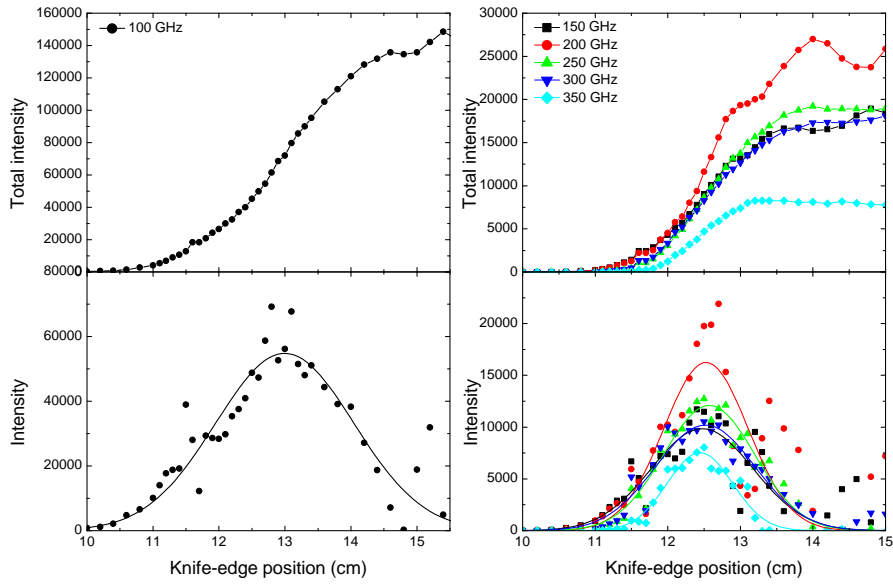 160000
140000
120000
100000
80000
60000
40000
20000
80000
Total intensity
100 GHz
60000
40000
20000
0
Intensity
10 11 12 13 14 15
Knife-edge position (cm)
30000
25000
20000
15000
10000
5000
0
Total intensity
150 GHz
200 GHz
250 GHz
300 GHz
350 GHz
20000
15000
10000
5000
0
Intensity
10 11 12 13 14 15
Knife-edge position (cm)